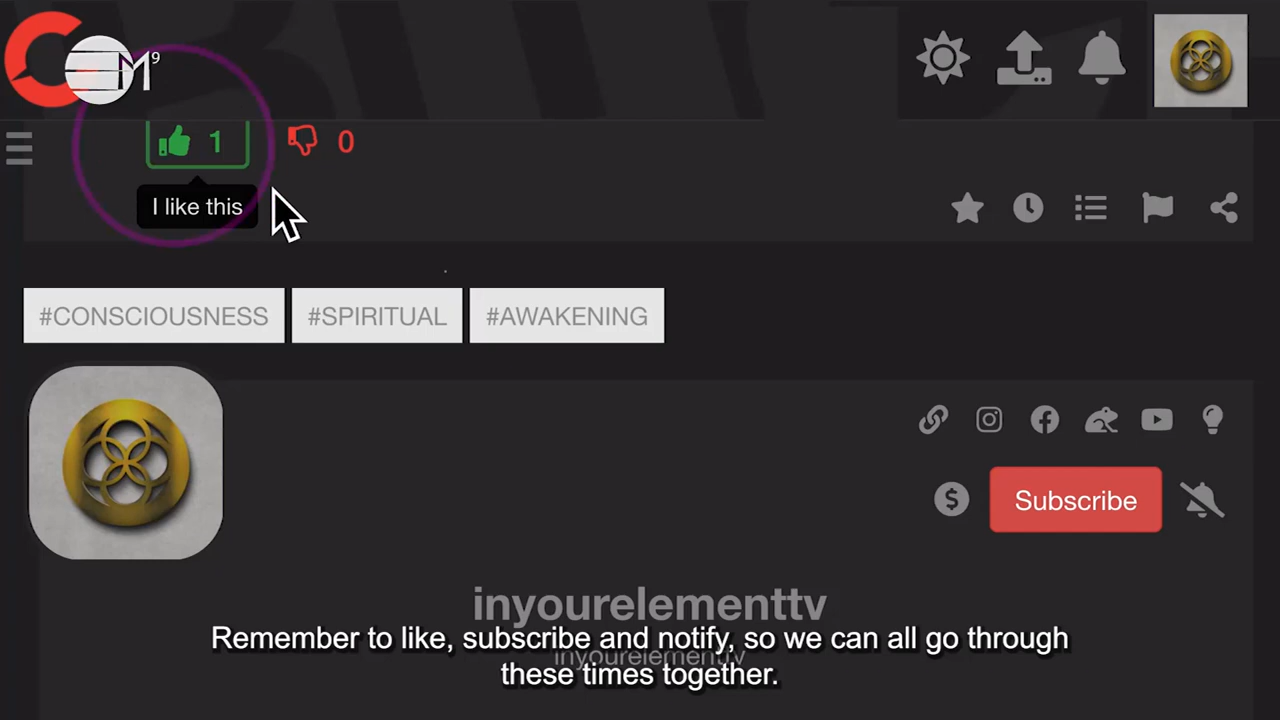 M9
1
0
I like this
#CONSCIOUSNESS
#SPIRITUAL
#AWAKENING
Subscribe
inyourelementtv
inyourelementtv
Remember to like, subscribe and notify, so we can all go through
these times together.